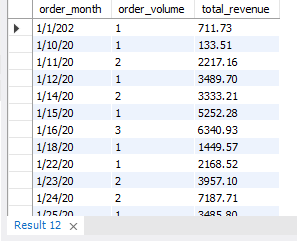 order_month order_volume total_revenue
1/1/202 1 711.73
1/10/20 1 133.51
1/11/20 2 2217.16
1/12/20 1 3489.70
1/14/20 2 3333.21
1/15/20 1 5252.28
1/16/20 3 6340.93
1/18/20 1 1449.57
1/22/20 1 2168.52
1/23/20 2 3957.10
1/24/20 2 7187.71
1/25/20 1 3485.80
Result 12 ×